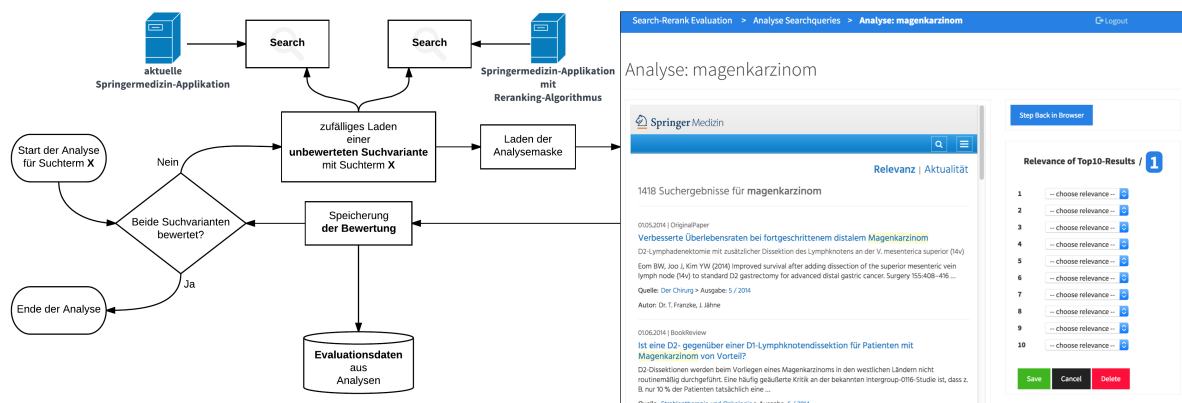 Search
Search
aktuelle
Springermedizin-Applikation
Springermedizin-Applikation
mit
Reranking-Algorithmus
Start der Analyse
für Suchterm X
Nein
zufälliges Laden
einer
unbewerteten Suchvariante
mit Suchterm X
Laden der
Analysemaske
Beide Suchvarianten
bewertet?
Speicherung
der Bewertung
Ja
Ende der Analyse
Evaluationsdaten
aus
Analysen
Search-Rerank Evaluation > Analyse Searchqueries > Analyse: magenkarzinom
Logout
Analyse: magenkarzinom
Springer Medizin
Relevanz | Aktualität
1418 Suchergebnisse für magenkarzinom
01.05.2014 | OriginalPaper
Verbesserte Überlebensraten bei fortgeschrittenem distalem Magenkarzinom
D2-Lymphadenektomie mit zusätzlicher Dissektion des Lymphknotens an der V. mesenterica superior (14v)
Eom BW, Joo J, Kim YW (2014) Improved survival after adding dissection of the superior mesenteric vein
lymph node (14v) to standard D2 gastrectomy for advanced distal gastric cancer. Surgery 155:408–416 ...
Quelle: Der Chirurg > Ausgabe: 5 / 2014
Autor: Dr. T. Franzke, J. Jähne
01.06.2014 | BookReview
Ist eine D2- gegenüber einer D1-Lymphknotendissektion für Patienten mit
Magenkarzinom von Vorteil?
D2-Dissektionen werden beim Vorliegen eines Magenkarzinoms in den westlichen Ländern nicht
routinemäßig durchgeführt. Eine häufig geäußerte Kritik an der bekannten Intergroup-0116-Studie ist, dass z.
B. nur 10 % der Patienten tatsächlich eine ...
Quelle: Strahlentherapie und Onkologie > Ausgabe: 6 / 2014
Step Back in Browser
Relevance of Top10-Results / 1
1 -- choose relevance --
2 -- choose relevance --
3 -- choose relevance --
4 -- choose relevance --
5 -- choose relevance --
6 -- choose relevance --
7 -- choose relevance --
8 -- choose relevance --
9 -- choose relevance --
10 -- choose relevance --
Save Cancel Delete